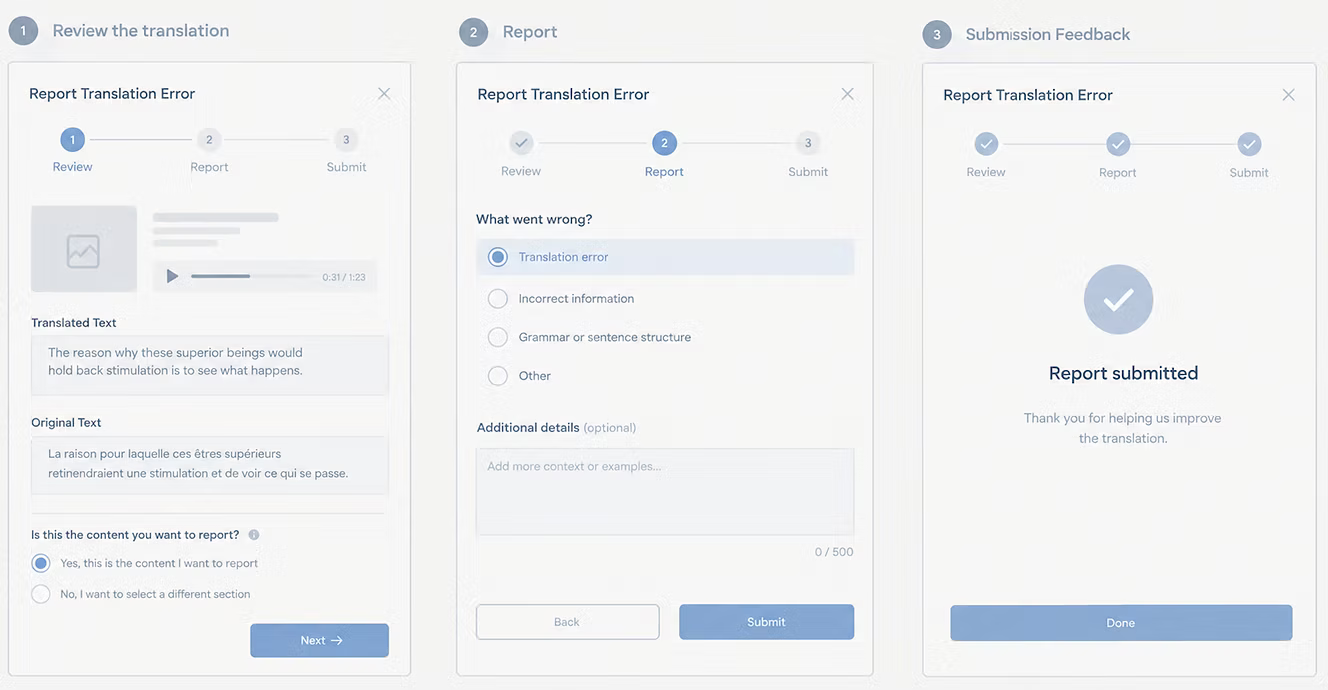 1 Review the translation
Report Translation Error
1 2 3
Review Report Submit
0:31 / 1:23
Translated Text
The reason why these superior beings would
hold back stimulation is to see what happens.
Original Text
La raison pour laquelle ces êtres supérieurs
retinendraient une stimulation et de voir ce qui se passe.
Is this the content you want to report?
Yes, this is the content I want to report
No, I want to select a different section
Next →
2 Report
Report Translation Error
2 3
Review Report Submit
What went wrong?
Translation error
Incorrect information
Grammar or sentence structure
Other
Additional details (optional)
Add more context or examples...
0 / 500
Back Submit
3 Submission Feedback
Report Translation Error
Review Report Submit
Report submitted
Thank you for helping us improve
the translation.
Done